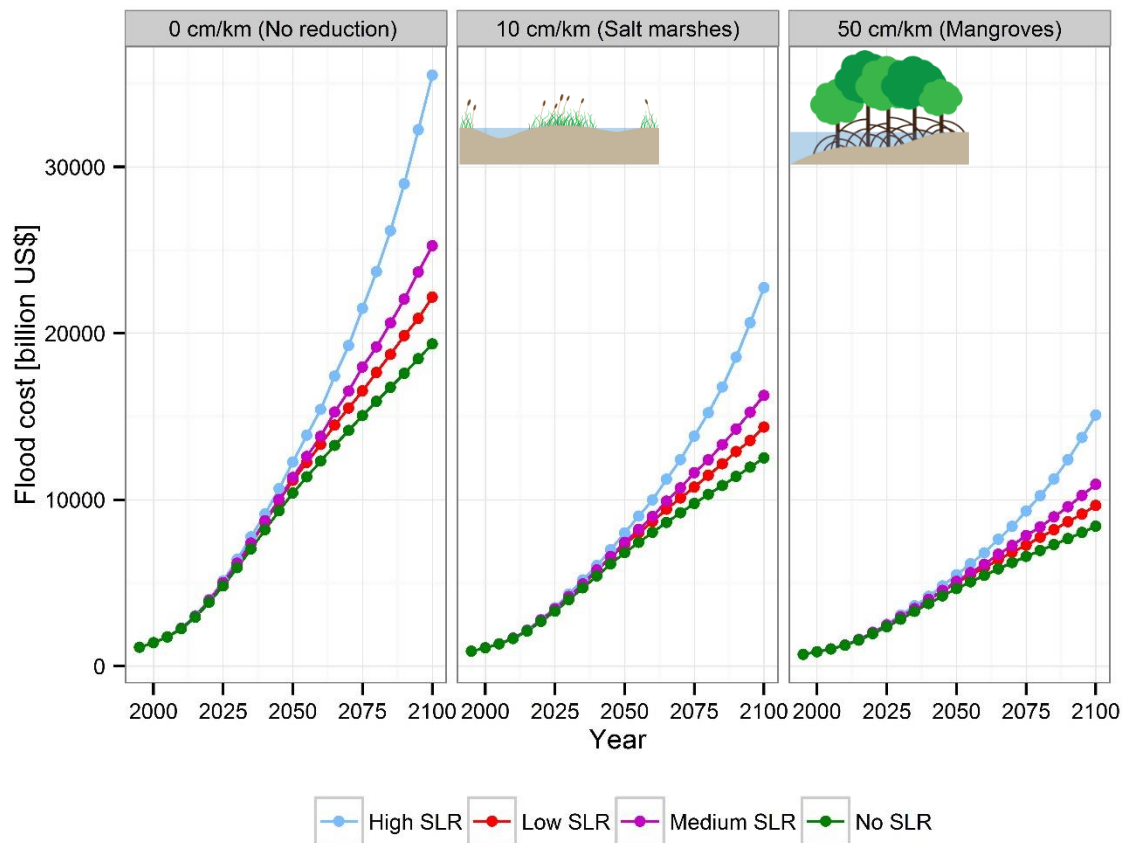 0 cm/km (No reduction) 10 cm/km (Salt marshes) 50 cm/km (Mangroves)
Flood cost [billion US$]
30000
20000
10000
0
2000 2025 2050 2075 2100 2000 2025 2050 2075 2100 2000 2025 2050 2075 2100
Year
High SLR Low SLR Medium SLR No SLR